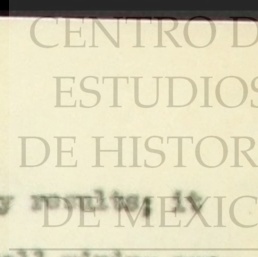 CENTRO D
ESTUDIOS
DE HISTOR
y results; it
DE MEXIC